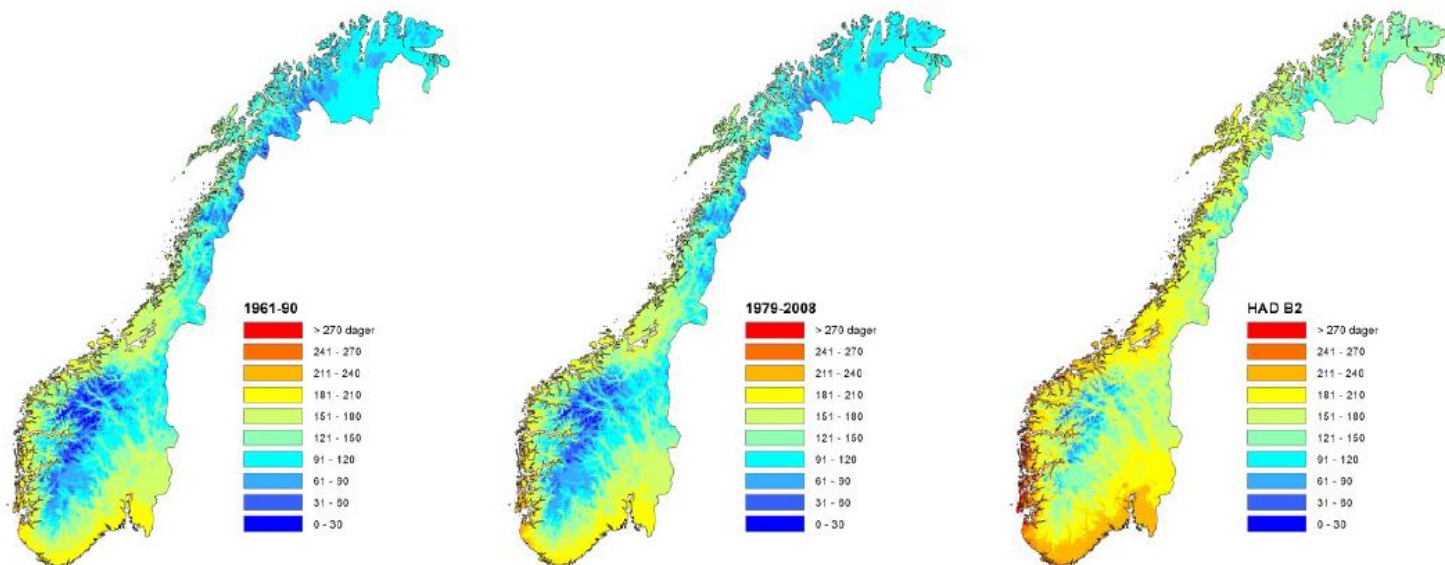 1961-90
> 270 dager
241 - 270
211 - 240
181 - 210
151 - 180
121 - 150
91 - 120
61 - 90
31 - 60
0 - 30
1979-2008
> 270 dager
241 - 270
211 - 240
181 - 210
151 - 180
121 - 150
91 - 120
61 - 90
31 - 60
0 - 30
HAD B2
> 270 dager
241 - 270
211 - 240
181 - 210
151 - 180
121 - 150
91 - 120
61 - 90
31 - 60
0 - 30